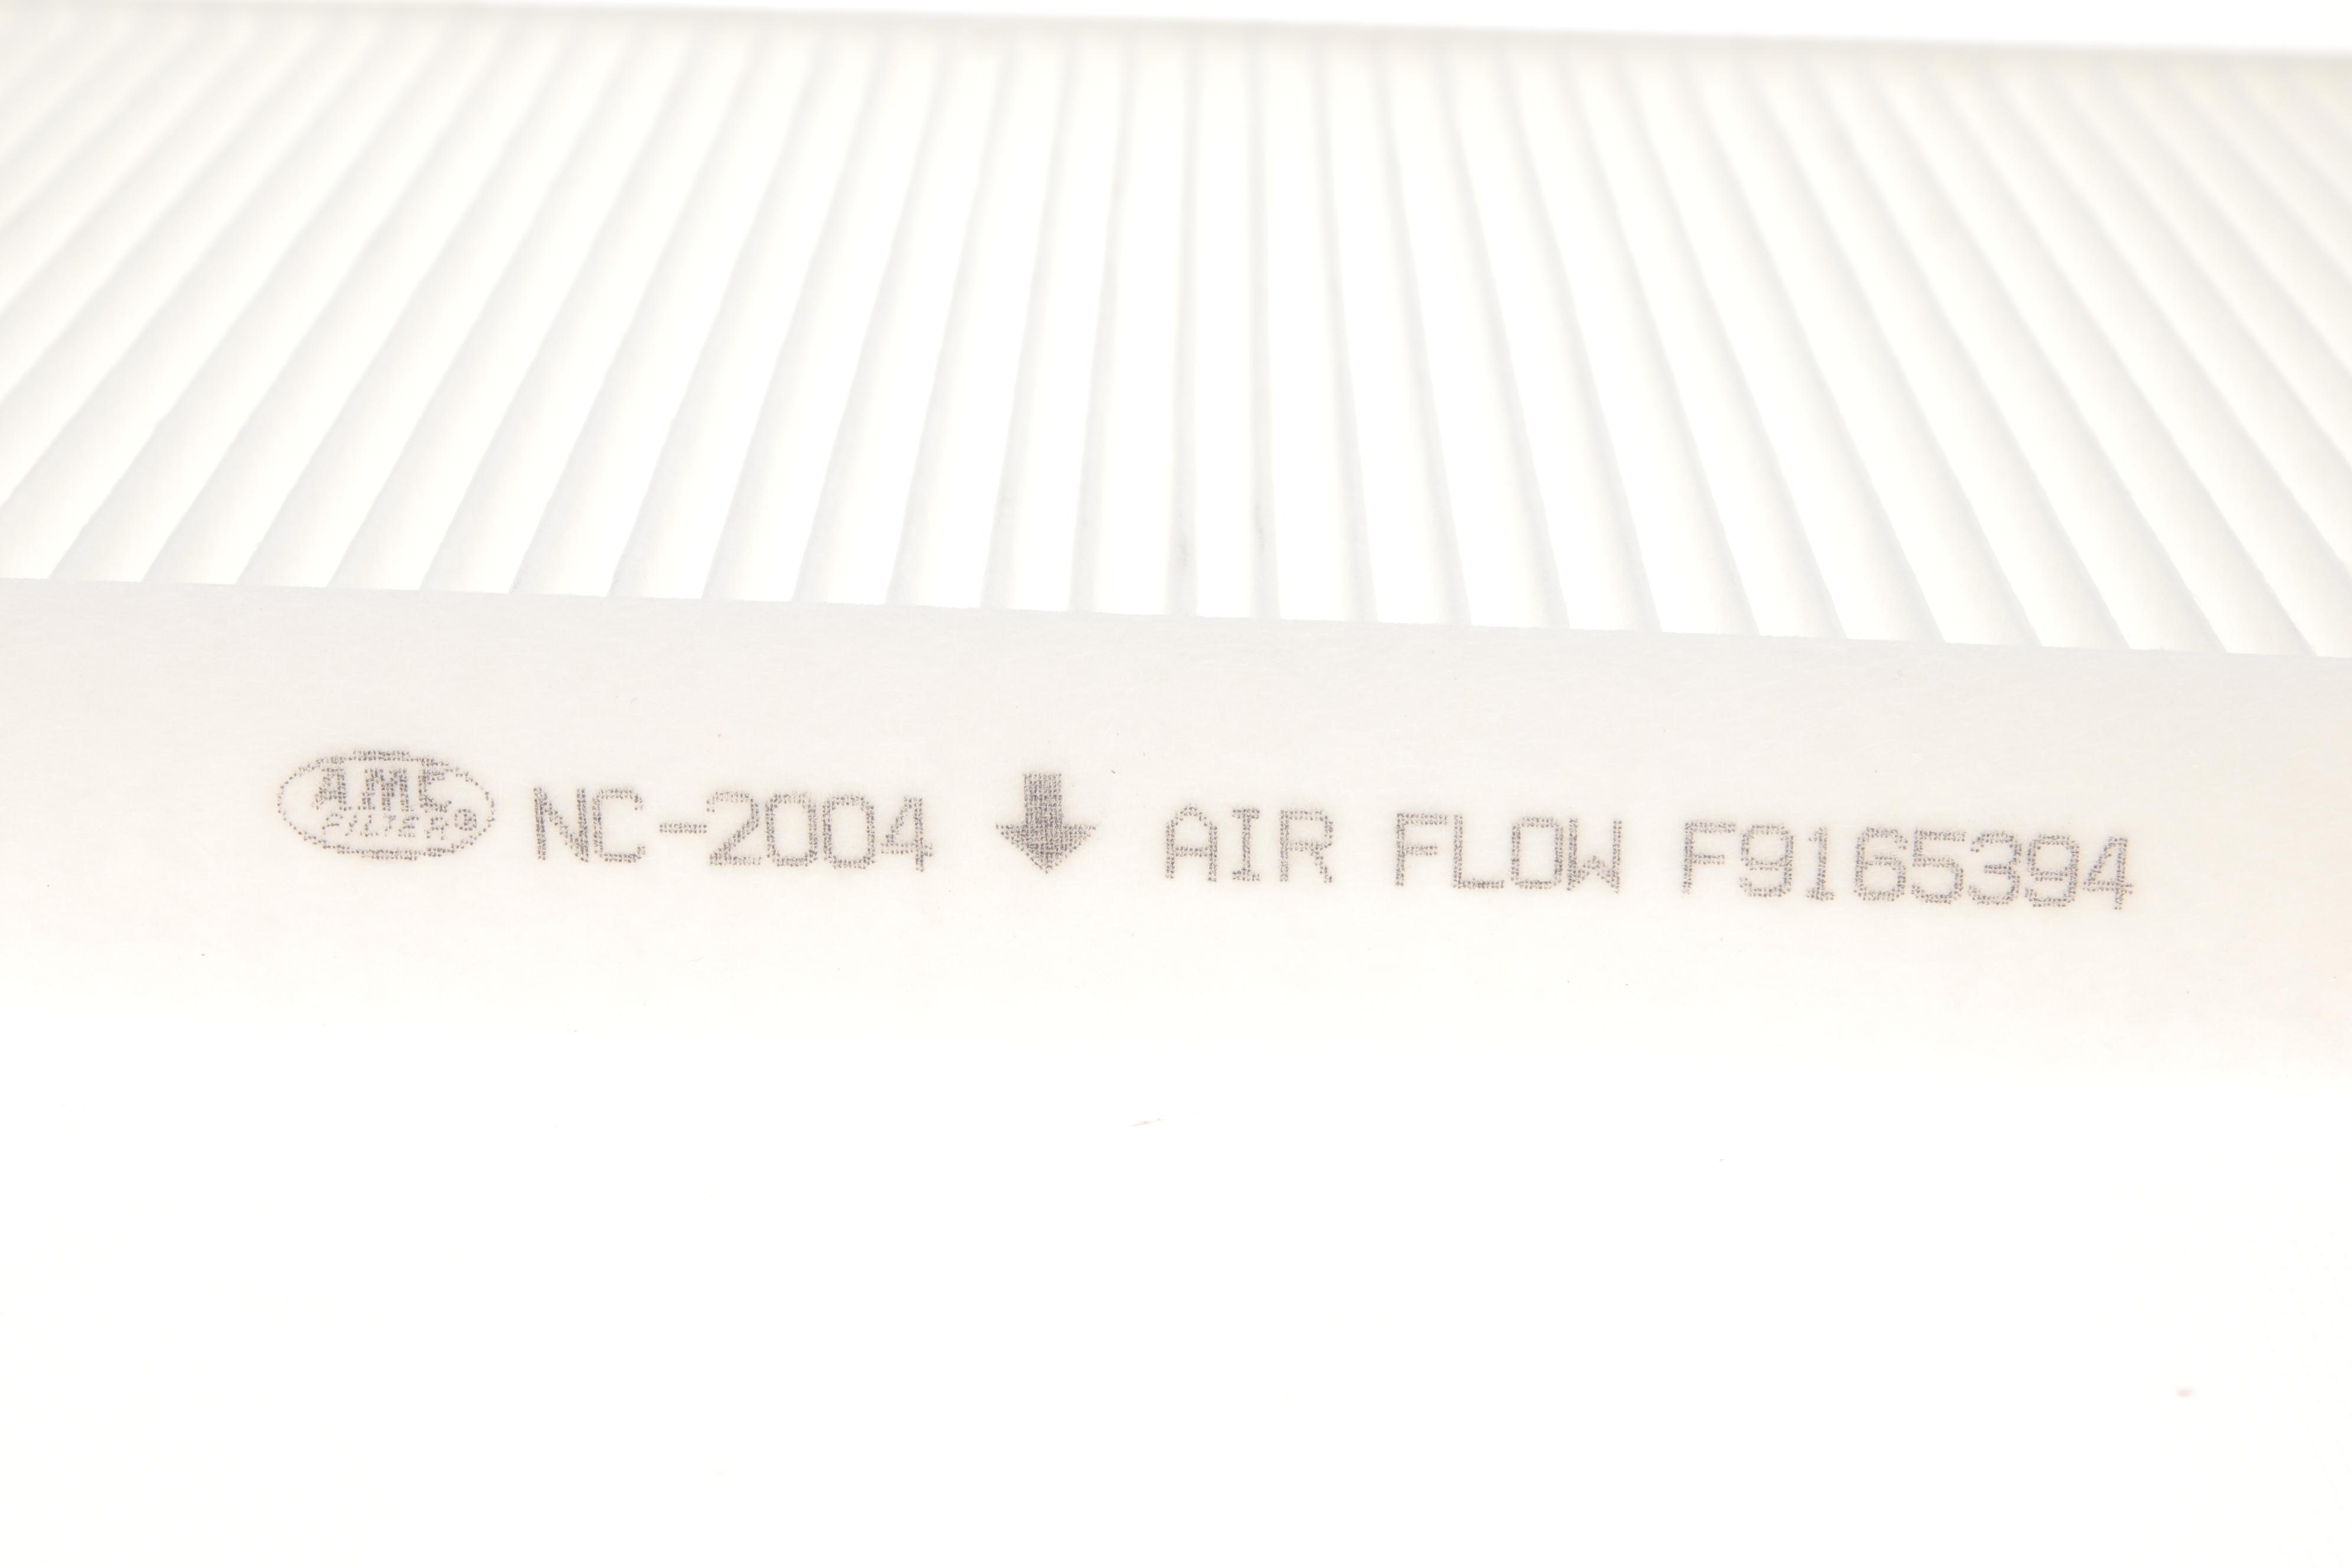 AMC FILTER® NC-2004 ↓ AIR FLOW F9165394